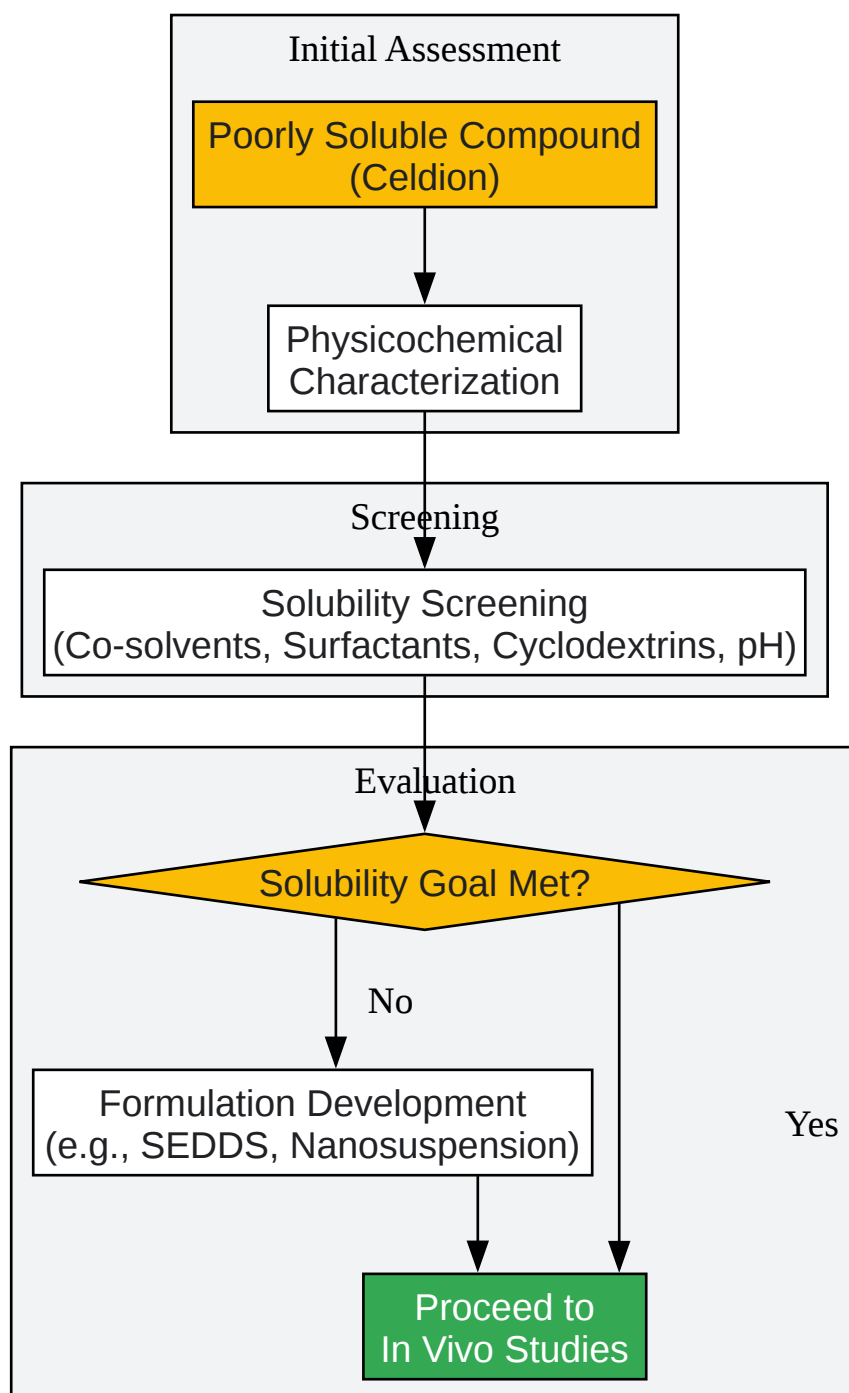 Initial Assessment
Poorly Soluble Compound
(Celdion)
Physicochemical
Characterization
Screening
Solubility Screening
(Co-solvents, Surfactants, Cyclodextrins, pH)
Evaluation
Solubility Goal Met?
No
Formulation Development
(e.g., SEDDS, Nanosuspension)
Yes
Proceed to
In Vivo Studies